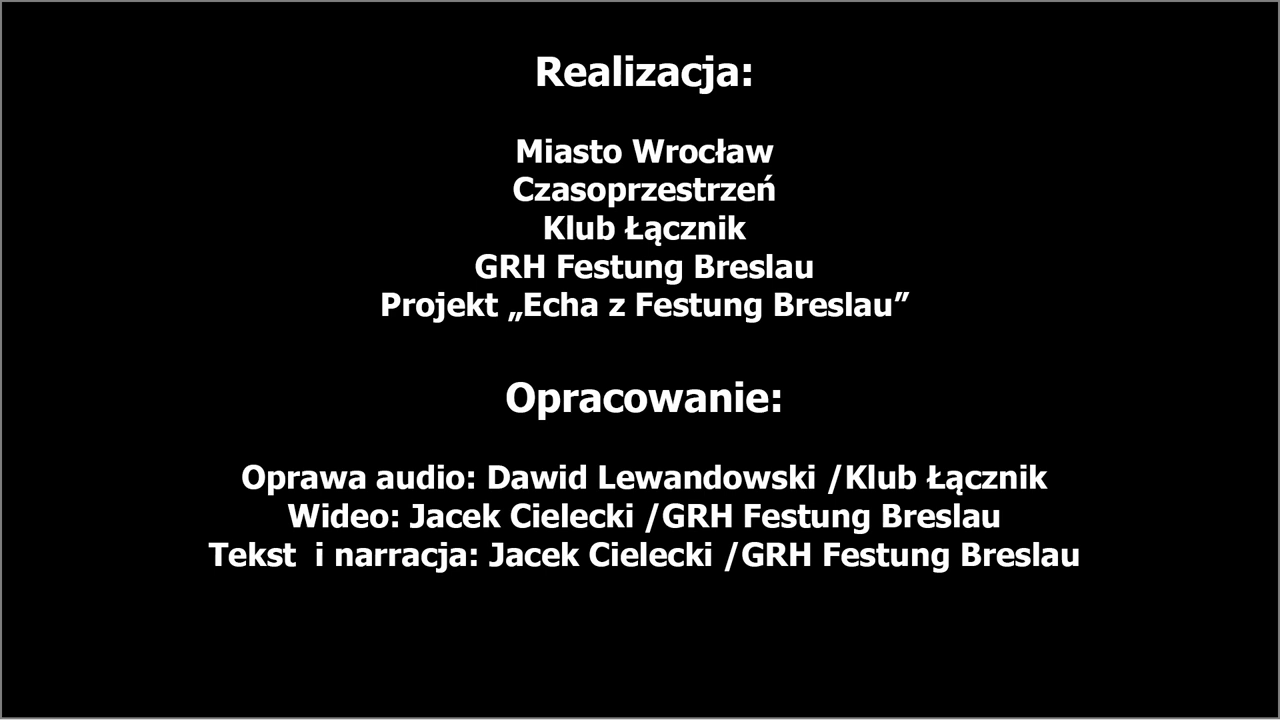 Realizacja:
Miasto Wrocław
Czasoprzestrzeń
Klub Łącznik
GRH Festung Breslau
Projekt „Echa z Festung Breslau”
Opracowanie:
Oprawa audio: Dawid Lewandowski /Klub Łącznik
Wideo: Jacek Cielecki /GRH Festung Breslau
Tekst  i narracja: Jacek Cielecki /GRH Festung Breslau